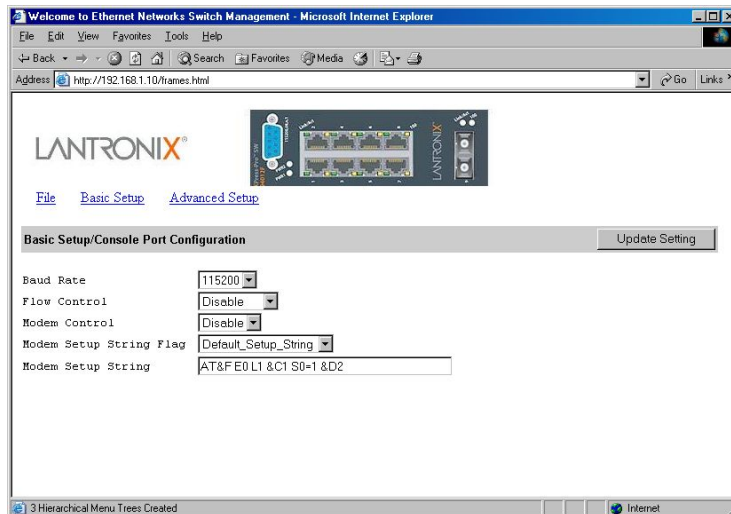 Welcome to Ethernet Networks Switch Management - Microsoft Internet Explorer
File Edit View Favorites Tools Help
Back Search Favorites Media
Address http://192.168.1.10/frames.html Go Links
LANTRONIX®
LANTRONIX
File Basic Setup Advanced Setup
Basic Setup/Console Port Configuration Update Setting
Baud Rate 115200
Flow Control Disable
Modem Control Disable
Modem Setup String Flag Default_Setup_String
Modem Setup String AT&F E0 L1 &C1 S0=1 &D2
3 Hierarchical Menu Trees Created Internet